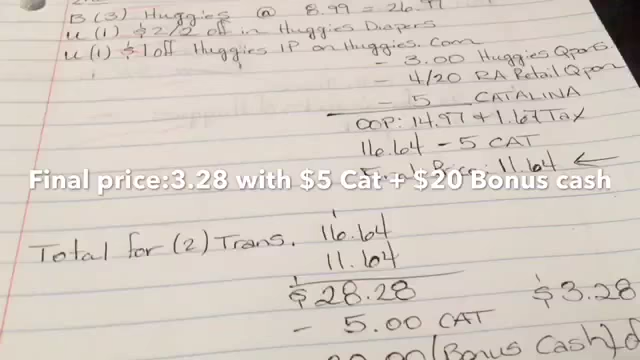 B (3) Huggies @ 8.99 = 26.97
u (1) $2/2 off in Huggies Diapers
u (1) $1 off Huggies IP on Huggies.Com
- 3.00 Huggies Qpons
- 4/20 RA Retail Qpon
- 5 CATALINA
OOP: 14.97 + 1.67 Tax
16.64 - 5 CAT
11.64 ←
Final price:3.28 with $5 Cat + $20 Bonus cash
Total for (2) Trans. 16.64
11.64
$28.28 $3.28
- 5.00 CAT
(Bonus Cash)